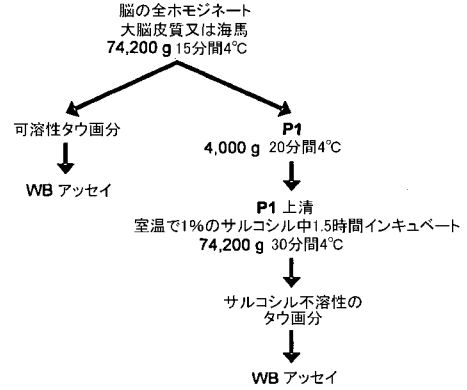 脳の全ホモジネート
大脳皮質又は海馬
74,200 g 15分間4℃
可溶性タウ画分
WB アッセイ
P1
4,000 g 20分間4℃
P1 上清
室温で1%のサルコシル中1.5時間インキュベート
74,200 g 30分間4℃
サルコシル不溶性の
タウ画分
WB アッセイ